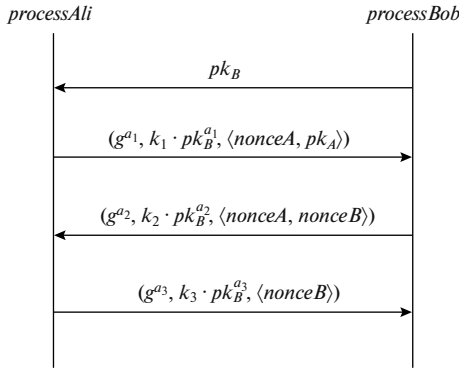 processAli processBob
pk_B
(g^{a_1}, k_1 · pk_B^{a_1}, ⟨nonceA, pk_A⟩)
(g^{a_2}, k_2 · pk_B^{a_2}, ⟨nonceA, nonceB⟩)
(g^{a_3}, k_3 · pk_B^{a_3}, ⟨nonceB⟩)